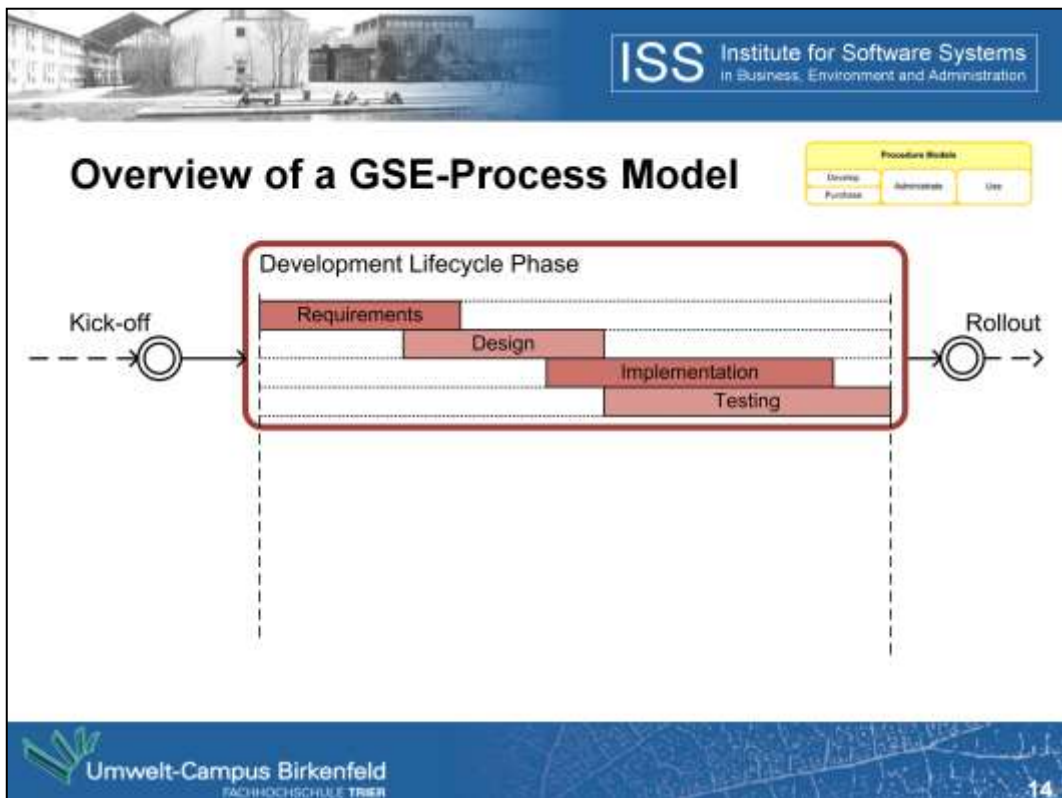 ISS
Institute for Software Systems
in Business, Environment and Administration
Overview of a GSE-Process Model
Procedure Models
Develop
Purchase
Administrate
Use
Development Lifecycle Phase
Kick-off
Requirements
Design
Implementation
Testing
Rollout
Umwelt-Campus Birkenfeld
FACHHOCHSCHULE TRIER
14